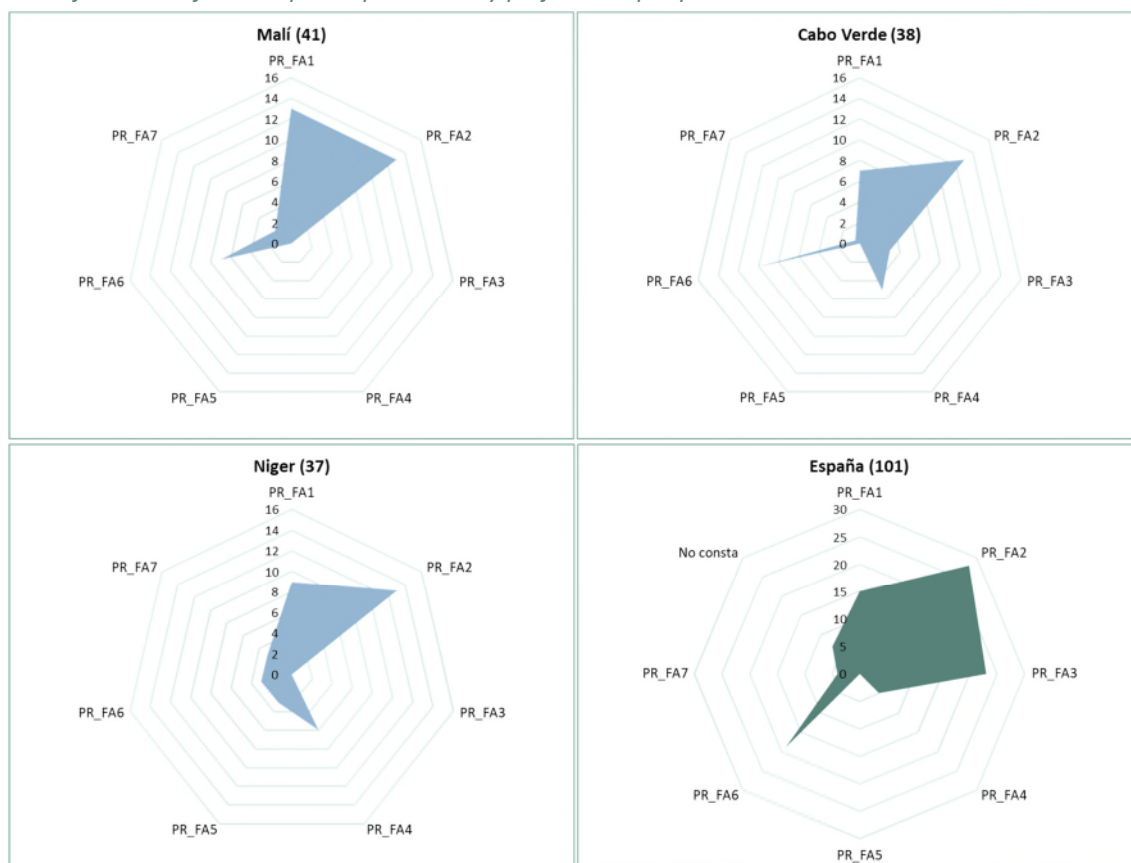 Malí (41)
PR_FA1
PR_FA2
PR_FA3
PR_FA4
PR_FA5
PR_FA6
PR_FA7
16
14
12
10
8
6
4
2
0
Cabo Verde (38)
PR_FA1
PR_FA2
PR_FA3
PR_FA4
PR_FA5
PR_FA6
PR_FA7
16
14
12
10
8
6
4
2
0
Niger (37)
PR_FA1
PR_FA2
PR_FA3
PR_FA4
PR_FA5
PR_FA6
PR_FA7
16
14
12
10
8
6
4
2
0
España (101)
PR_FA1
PR_FA2
PR_FA3
PR_FA4
PR_FA5
PR_FA6
PR_FA7
No consta
30
25
20
15
10
5
0